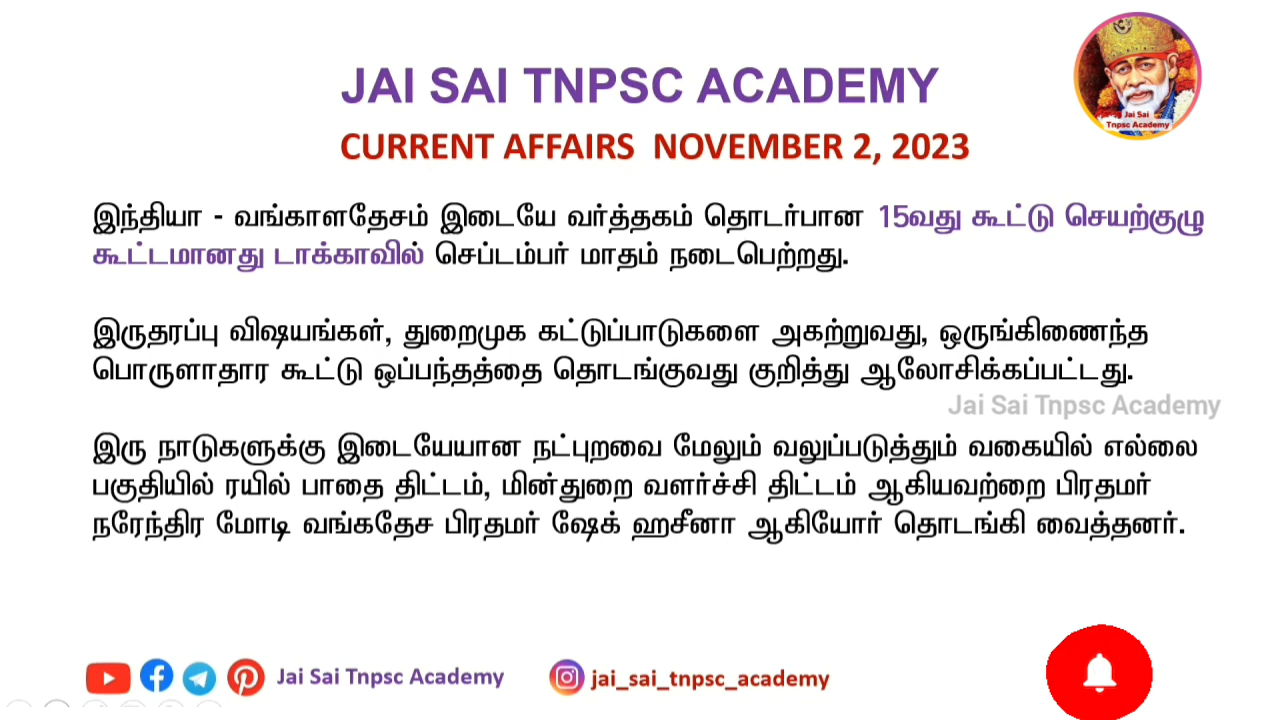 JAI SAI TNPSC ACADEMY
Jai Sai
Tnpsc Academy
CURRENT AFFAIRS NOVEMBER 2, 2023
இந்தியா - வங்காளதேசம் இடையே வர்த்தகம் தொடர்பான 15வது கூட்டு செயற்குழு
கூட்டமானது டாக்காவில் செப்டம்பர் மாதம் நடைபெற்றது.
இருதரப்பு விஷயங்கள், துறைமுக கட்டுப்பாடுகளை அகற்றுவது, ஒருங்கிணைந்த
பொருளாதார கூட்டு ஒப்பந்தத்தை தொடங்குவது குறித்து ஆலோசிக்கப்பட்டது.
Jai Sai Tnpsc Academy
இரு நாடுகளுக்கு இடையேயான நட்புறவை மேலும் வலுப்படுத்தும் வகையில் எல்லை
பகுதியில் ரயில் பாதை திட்டம், மின்துறை வளர்ச்சி திட்டம் ஆகியவற்றை பிரதமர்
நரேந்திர மோடி வங்கதேச பிரதமர் ஷேக் ஹசீனா ஆகியோர் தொடங்கி வைத்தனர்.
Jai Sai Tnpsc Academy
jai_sai_tnpsc_academy